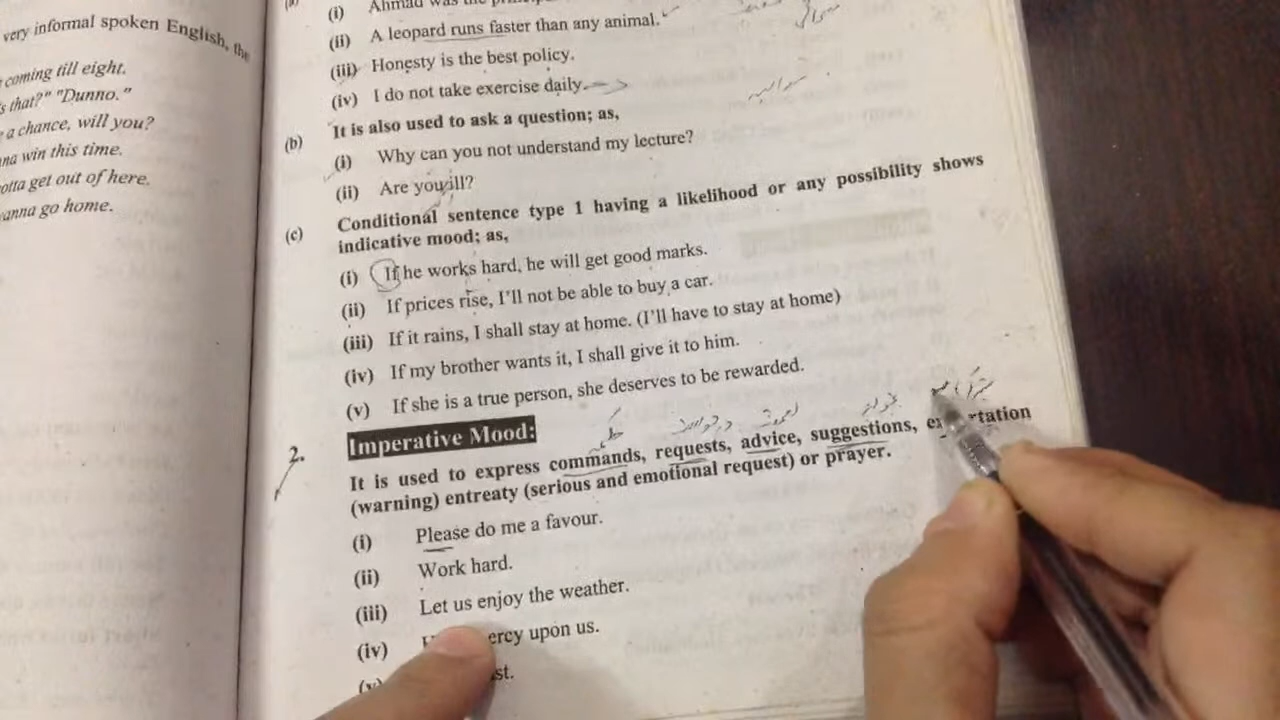 very informal spoken English, the
coming till eight.
s that?" "Dunno."
a chance, will you?
na win this time.
otta get out of here.
anna go home.
(i) Ahmad was the
(ii) A leopard runs faster than any animal.
(iii) Honesty is the best policy.
(iv) I do not take exercise daily
(b) It is also used to ask a question; as,
(i) Why can you not understand my lecture?
(ii) Are you ill?
(c) Conditional sentence type 1 having a likelihood or any possibility shows
indicative mood; as,
(i) If he works hard, he will get good marks.
(ii) If prices rise, I'll not be able to buy a car.
(iii) If it rains, I shall stay at home. (I'll have to stay at home)
(iv) If my brother wants it, I shall give it to him.
(v) If she is a true person, she deserves to be rewarded.
2. Imperative Mood:
It is used to express commands, requests, advice, suggestions,
(warning) entreaty (serious and emotional request) or prayer.
(i) Please do me a favour.
(ii) Work hard.
(iii) Let us enjoy the weather.
(iv) ercy upon us.
(v) st.